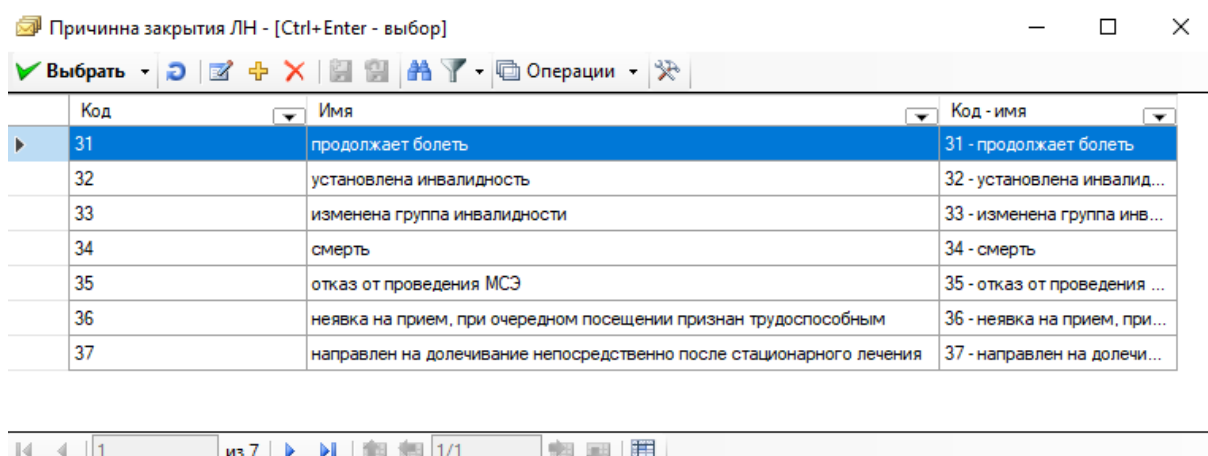 Причинна закрытия ЛН - [Ctrl+Enter - выбор]
Выбрать Операции
Код Имя Код - имя
31 продолжает болеть 31 - продолжает болеть
32 установлена инвалидность 32 - установлена инвалид...
33 изменена группа инвалидности 33 - изменена группа инв...
34 смерть 34 - смерть
35 отказ от проведения МСЭ 35 - отказ от проведения ...
36 неявка на прием, при очередном посещении признан трудоспособным 36 - неявка на прием, при...
37 направлен на долечивание непосредственно после стационарного лечения 37 - направлен на долечи...
1 из 7 1/1